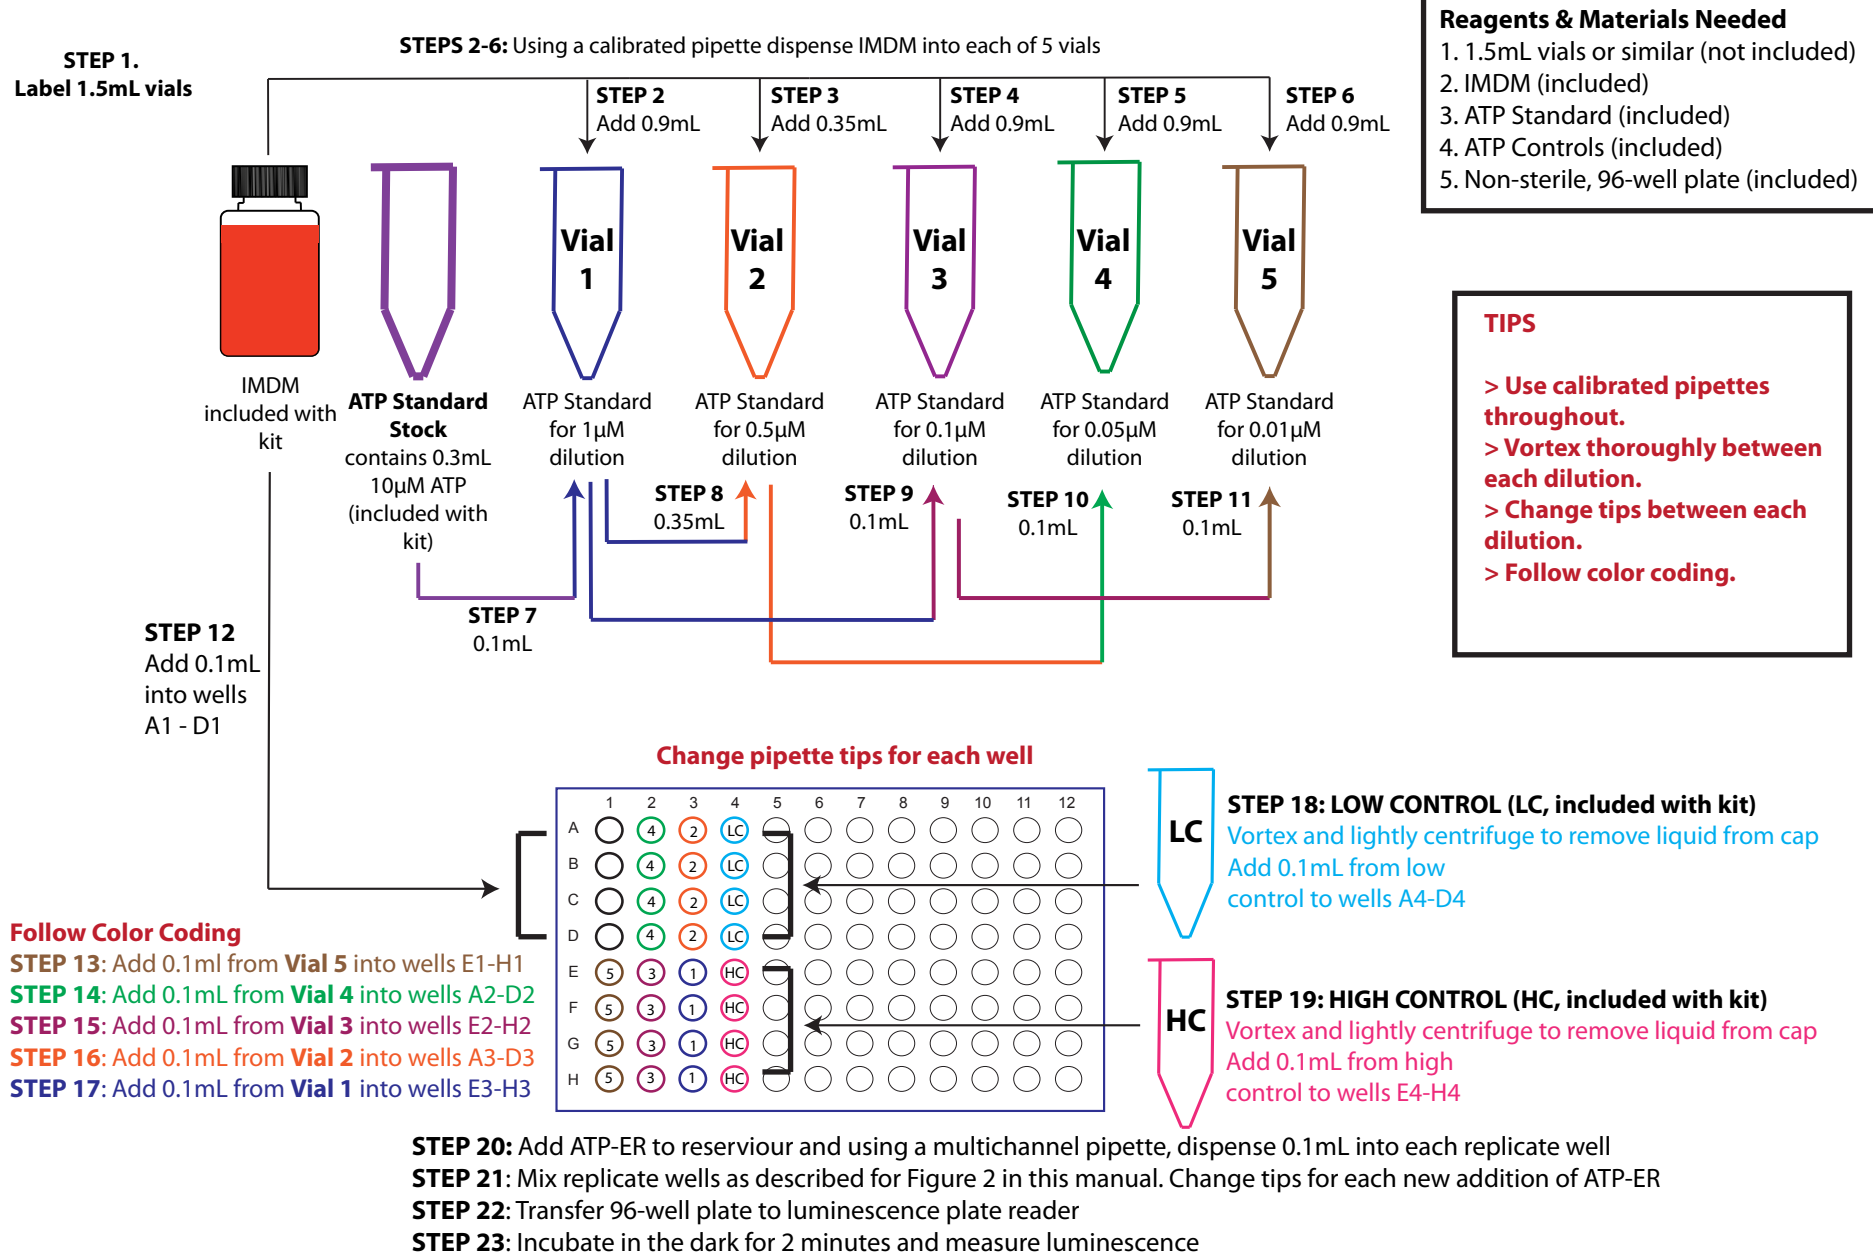 STEP 1.
Label 1.5mL vials
STEPS 2-6: Using a calibrated pipette dispense IMDM into each of 5 vials
Reagents & Materials Needed
1. 1.5mL vials or similar (not included)
2. IMDM (included)
3. ATP Standard (included)
4. ATP Controls (included)
5. Non-sterile, 96-well plate (included)
STEP 2
Add 0.9mL
STEP 3
Add 0.35mL
STEP 4
Add 0.9mL
STEP 5
Add 0.9mL
STEP 6
Add 0.9mL
Vial
1
Vial
2
Vial
3
Vial
4
Vial
5
IMDM
included with
kit
ATP Standard
Stock
contains 0.3mL
10µM ATP
(included with
kit)
ATP Standard
for 1µM
dilution
ATP Standard
for 0.5µM
dilution
ATP Standard
for 0.1µM
dilution
ATP Standard
for 0.05µM
dilution
ATP Standard
for 0.01µM
dilution
TIPS
> Use calibrated pipettes
throughout.
> Vortex thoroughly between
each dilution.
> Change tips between each
dilution.
> Follow color coding.
STEP 7
0.1mL
STEP 8
0.35mL
STEP 9
0.1mL
STEP 10
0.1mL
STEP 11
0.1mL
STEP 12
Add 0.1mL
into wells
A1 - D1
Change pipette tips for each well
1 2 3 4 5 6 7 8 9 10 11 12
A 4 2 LC
B 4 2 LC
C 4 2 LC
D 4 2 LC
E 5 3 1 HC
F 5 3 1 HC
G 5 3 1 HC
H 5 3 1 HC
LC
STEP 18: LOW CONTROL (LC, included with kit)
Vortex and lightly centrifuge to remove liquid from cap
Add 0.1mL from low
control to wells A4-D4
HC
STEP 19: HIGH CONTROL (HC, included with kit)
Vortex and lightly centrifuge to remove liquid from cap
Add 0.1mL from high
control to wells E4-H4
Follow Color Coding
STEP 13: Add 0.1ml from Vial 5 into wells E1-H1
STEP 14: Add 0.1mL from Vial 4 into wells A2-D2
STEP 15: Add 0.1mL from Vial 3 into wells E2-H2
STEP 16: Add 0.1mL from Vial 2 into wells A3-D3
STEP 17: Add 0.1mL from Vial 1 into wells E3-H3
STEP 20: Add ATP-ER to reserviour and using a multichannel pipette, dispense 0.1mL into each replicate well
STEP 21: Mix replicate wells as described for Figure 2 in this manual. Change tips for each new addition of ATP-ER
STEP 22: Transfer 96-well plate to luminescence plate reader
STEP 23: Incubate in the dark for 2 minutes and measure luminescence